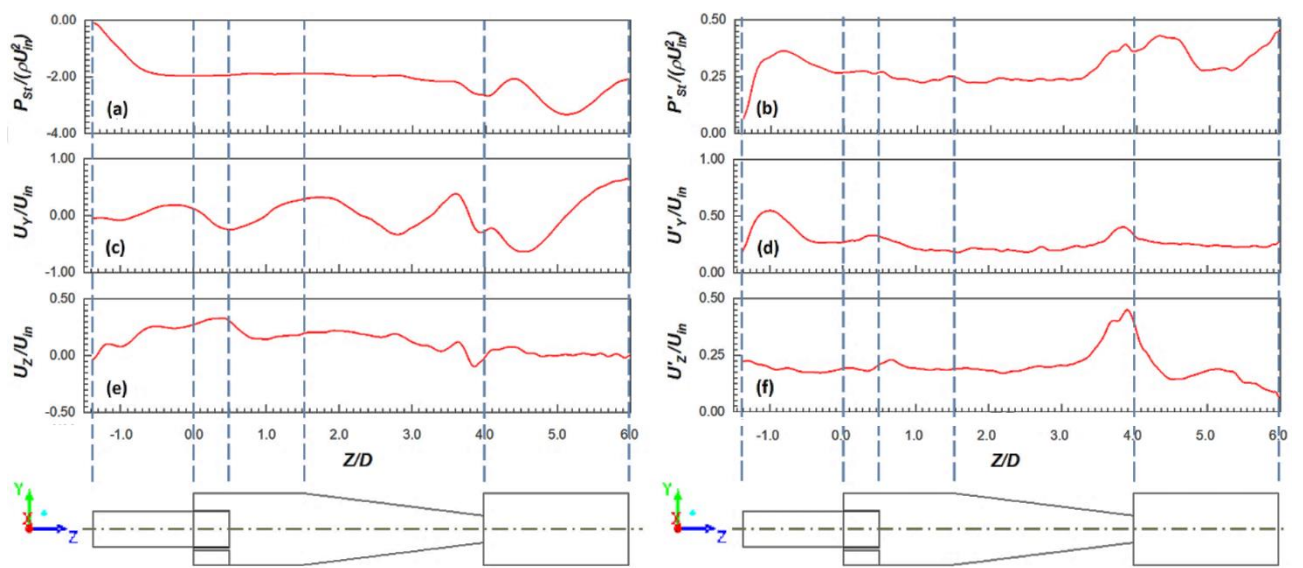 0.00
-2.00
-4.00
P_St/(ρU²_in)
(a)
1.00
0.00
-1.00
U_Y/U_in
(c)
0.50
0.00
-0.50
U_Z/U_in
(e)
-1.0 0.0 1.0 2.0 3.0 4.0 5.0 6.0
Z/D
Y
X
Z
0.50
0.25
0.00
P'_St/(ρU²_in)
(b)
1.00
0.50
0.00
U'_Y/U_in
(d)
0.50
0.25
0.00
U'_Z/U_in
(f)
-1.0 0.0 1.0 2.0 3.0 4.0 5.0 6.0
Z/D
Y
X
Z